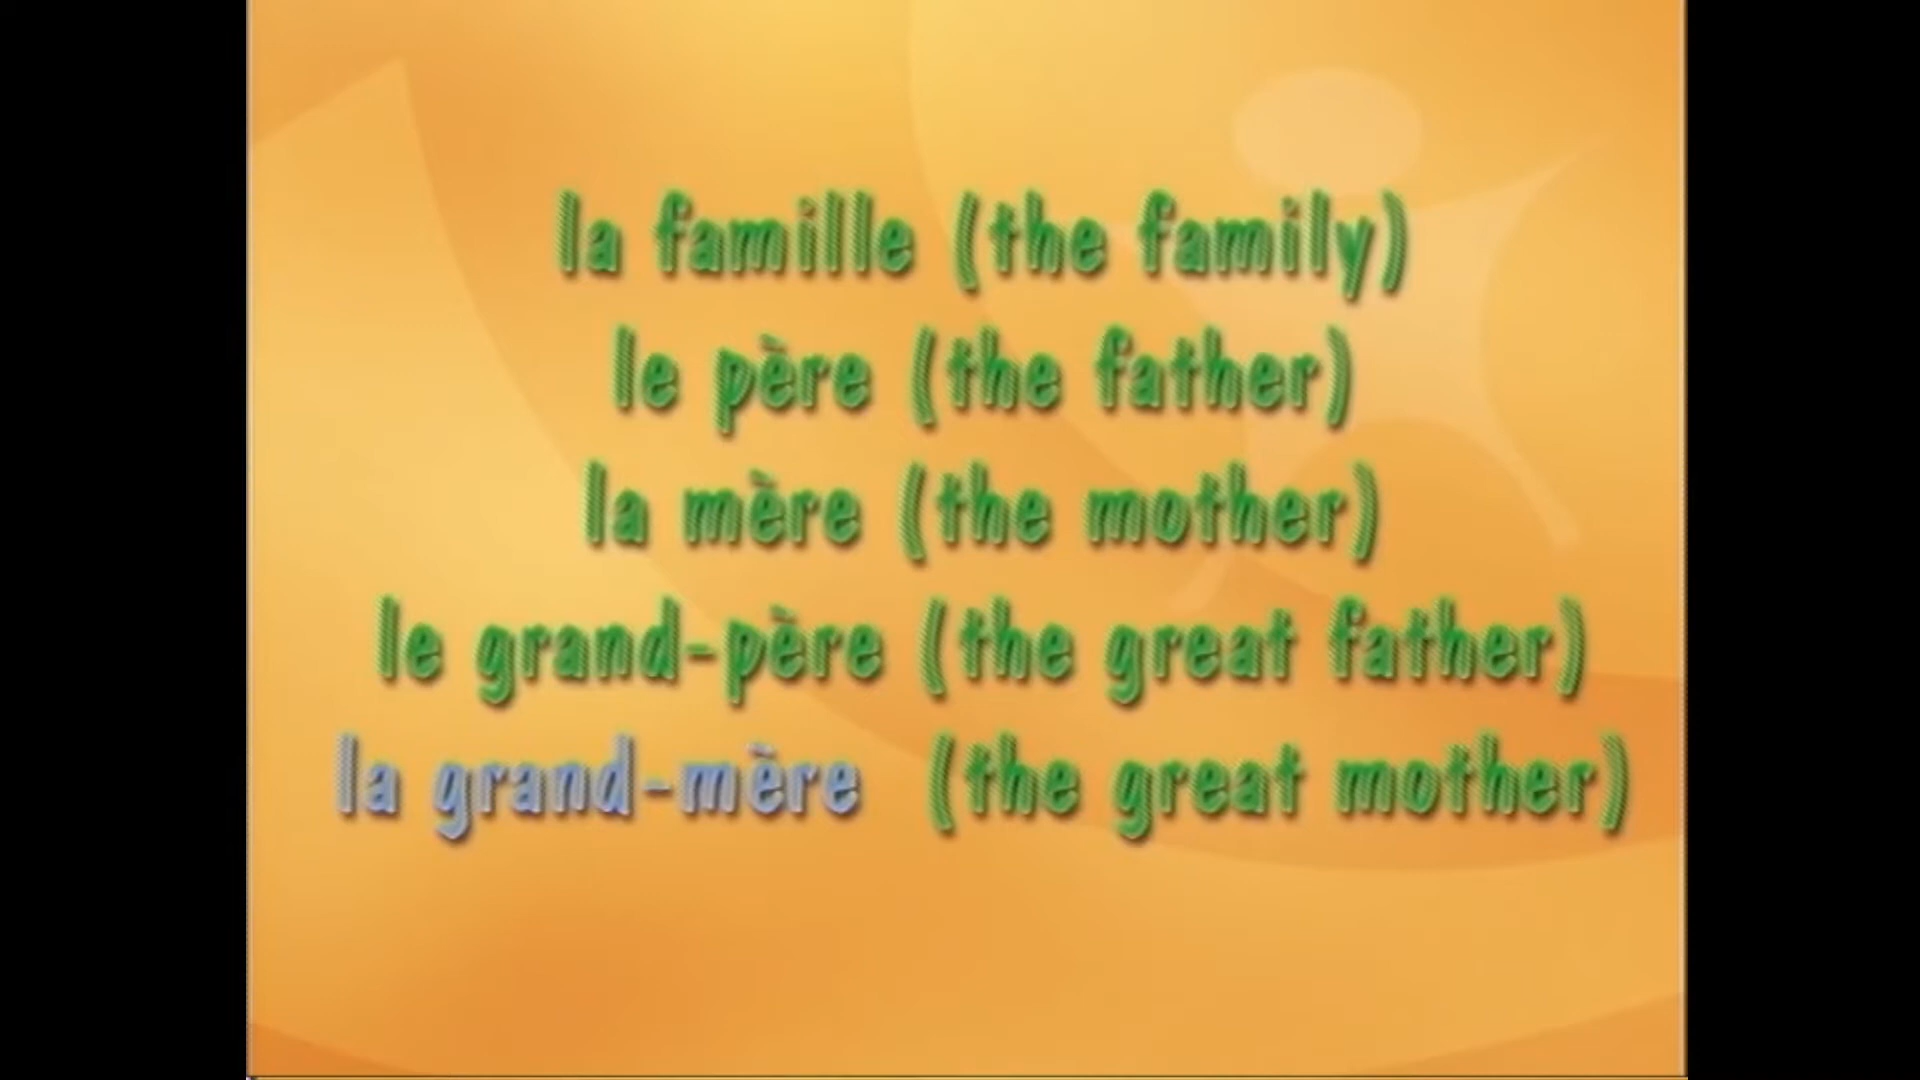 la famille (the family)
le père (the father)
la mère (the mother)
le grand-père (the great father)
la grand-mère (the great mother)